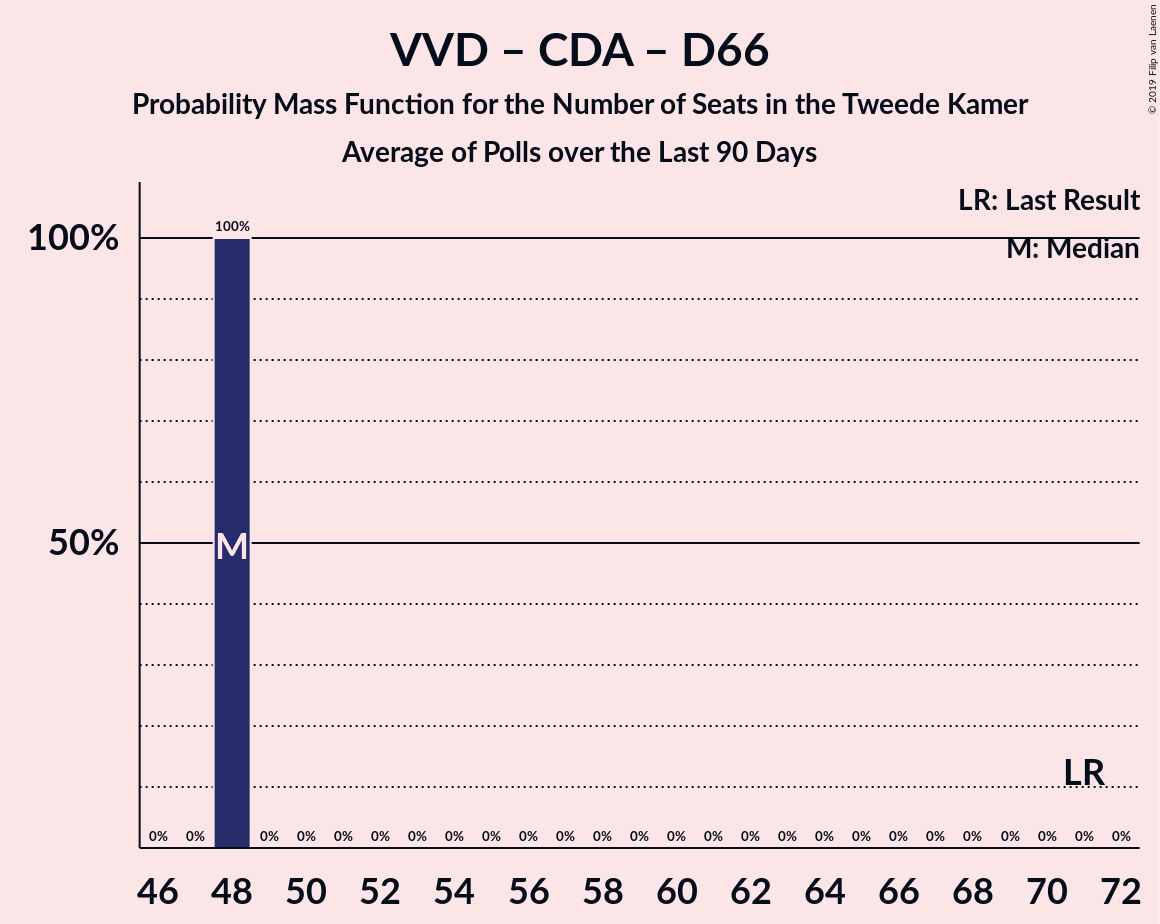 VVD – CDA – D66
Probability Mass Function for the Number of Seats in the Tweede Kamer
Average of Polls over the Last 90 Days
© 2019 Filip van Laenen
LR: Last Result
M: Median
100%
50%
100%
M
LR
0% 0% 0% 0% 0% 0% 0% 0% 0% 0% 0% 0% 0% 0% 0% 0% 0% 0% 0% 0% 0% 0% 0% 0% 0% 0%
46 48 50 52 54 56 58 60 62 64 66 68 70 72